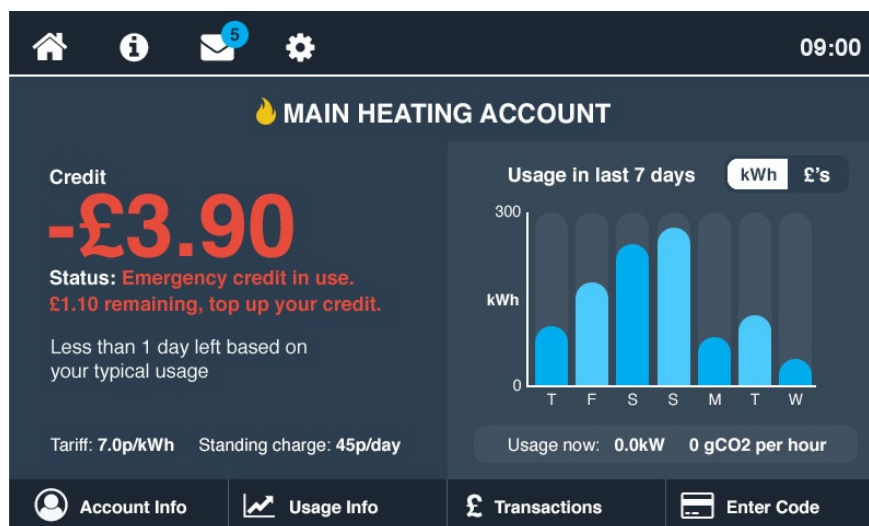 5
09:00
MAIN HEATING ACCOUNT
Credit
-£3.90
Status: Emergency credit in use.
£1.10 remaining, top up your credit.
Less than 1 day left based on
your typical usage
Tariff: 7.0p/kWh Standing charge: 45p/day
Usage in last 7 days kWh £'s
300
kWh
0
T F S S M T W
Usage now: 0.0kW 0 gCO2 per hour
Account Info Usage Info £ Transactions Enter Code